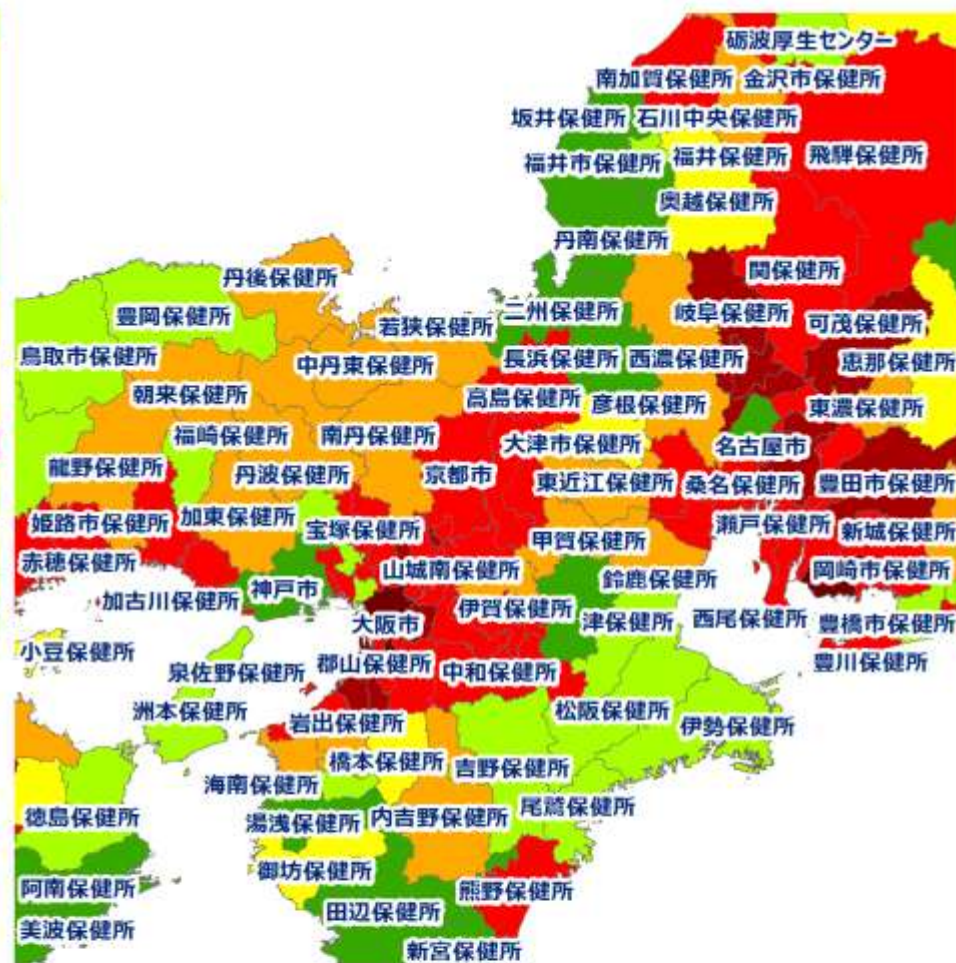 砺波厚生センター
南加賀保健所
金沢市保健所
坂井保健所
石川中央保健所
福井市保健所
福井保健所
飛騨保健所
奥越保健所
丹南保健所
丹後保健所
関保健所
豊岡保健所
若狭保健所
二州保健所
岐阜保健所
可茂保健所
鳥取市保健所
中丹東保健所
長浜保健所
西濃保健所
恵那保健所
朝来保健所
高島保健所
彦根保健所
東濃保健所
福崎保健所
南丹保健所
大津市保健所
名古屋市
龍野保健所
丹波保健所
京都市
東近江保健所
桑名保健所
豊田市保健所
姫路市保健所
加東保健所
宝塚保健所
甲賀保健所
瀬戸保健所
新城保健所
赤穂保健所
山城南保健所
鈴鹿保健所
岡崎市保健所
加古川保健所
神戸市
大阪市
伊賀保健所
津保健所
西尾保健所
豊橋市保健所
小豆保健所
泉佐野保健所
郡山保健所
中和保健所
豊川保健所
洲本保健所
岩出保健所
松阪保健所
伊勢保健所
橋本保健所
吉野保健所
海南保健所
尾鷲保健所
徳島保健所
湯浅保健所
内吉野保健所
御坊保健所
阿南保健所
熊野保健所
田辺保健所
美波保健所
新宮保健所